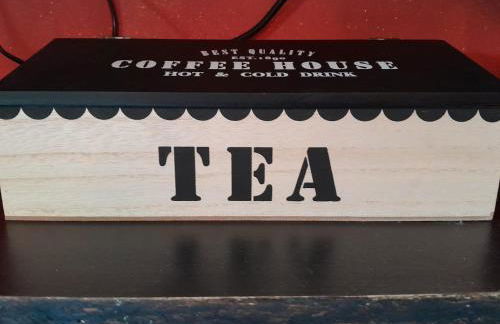 BEST QUALITY
EST. 1890
COFFEE HOUSE
HOT & COLD DRINK
TEA